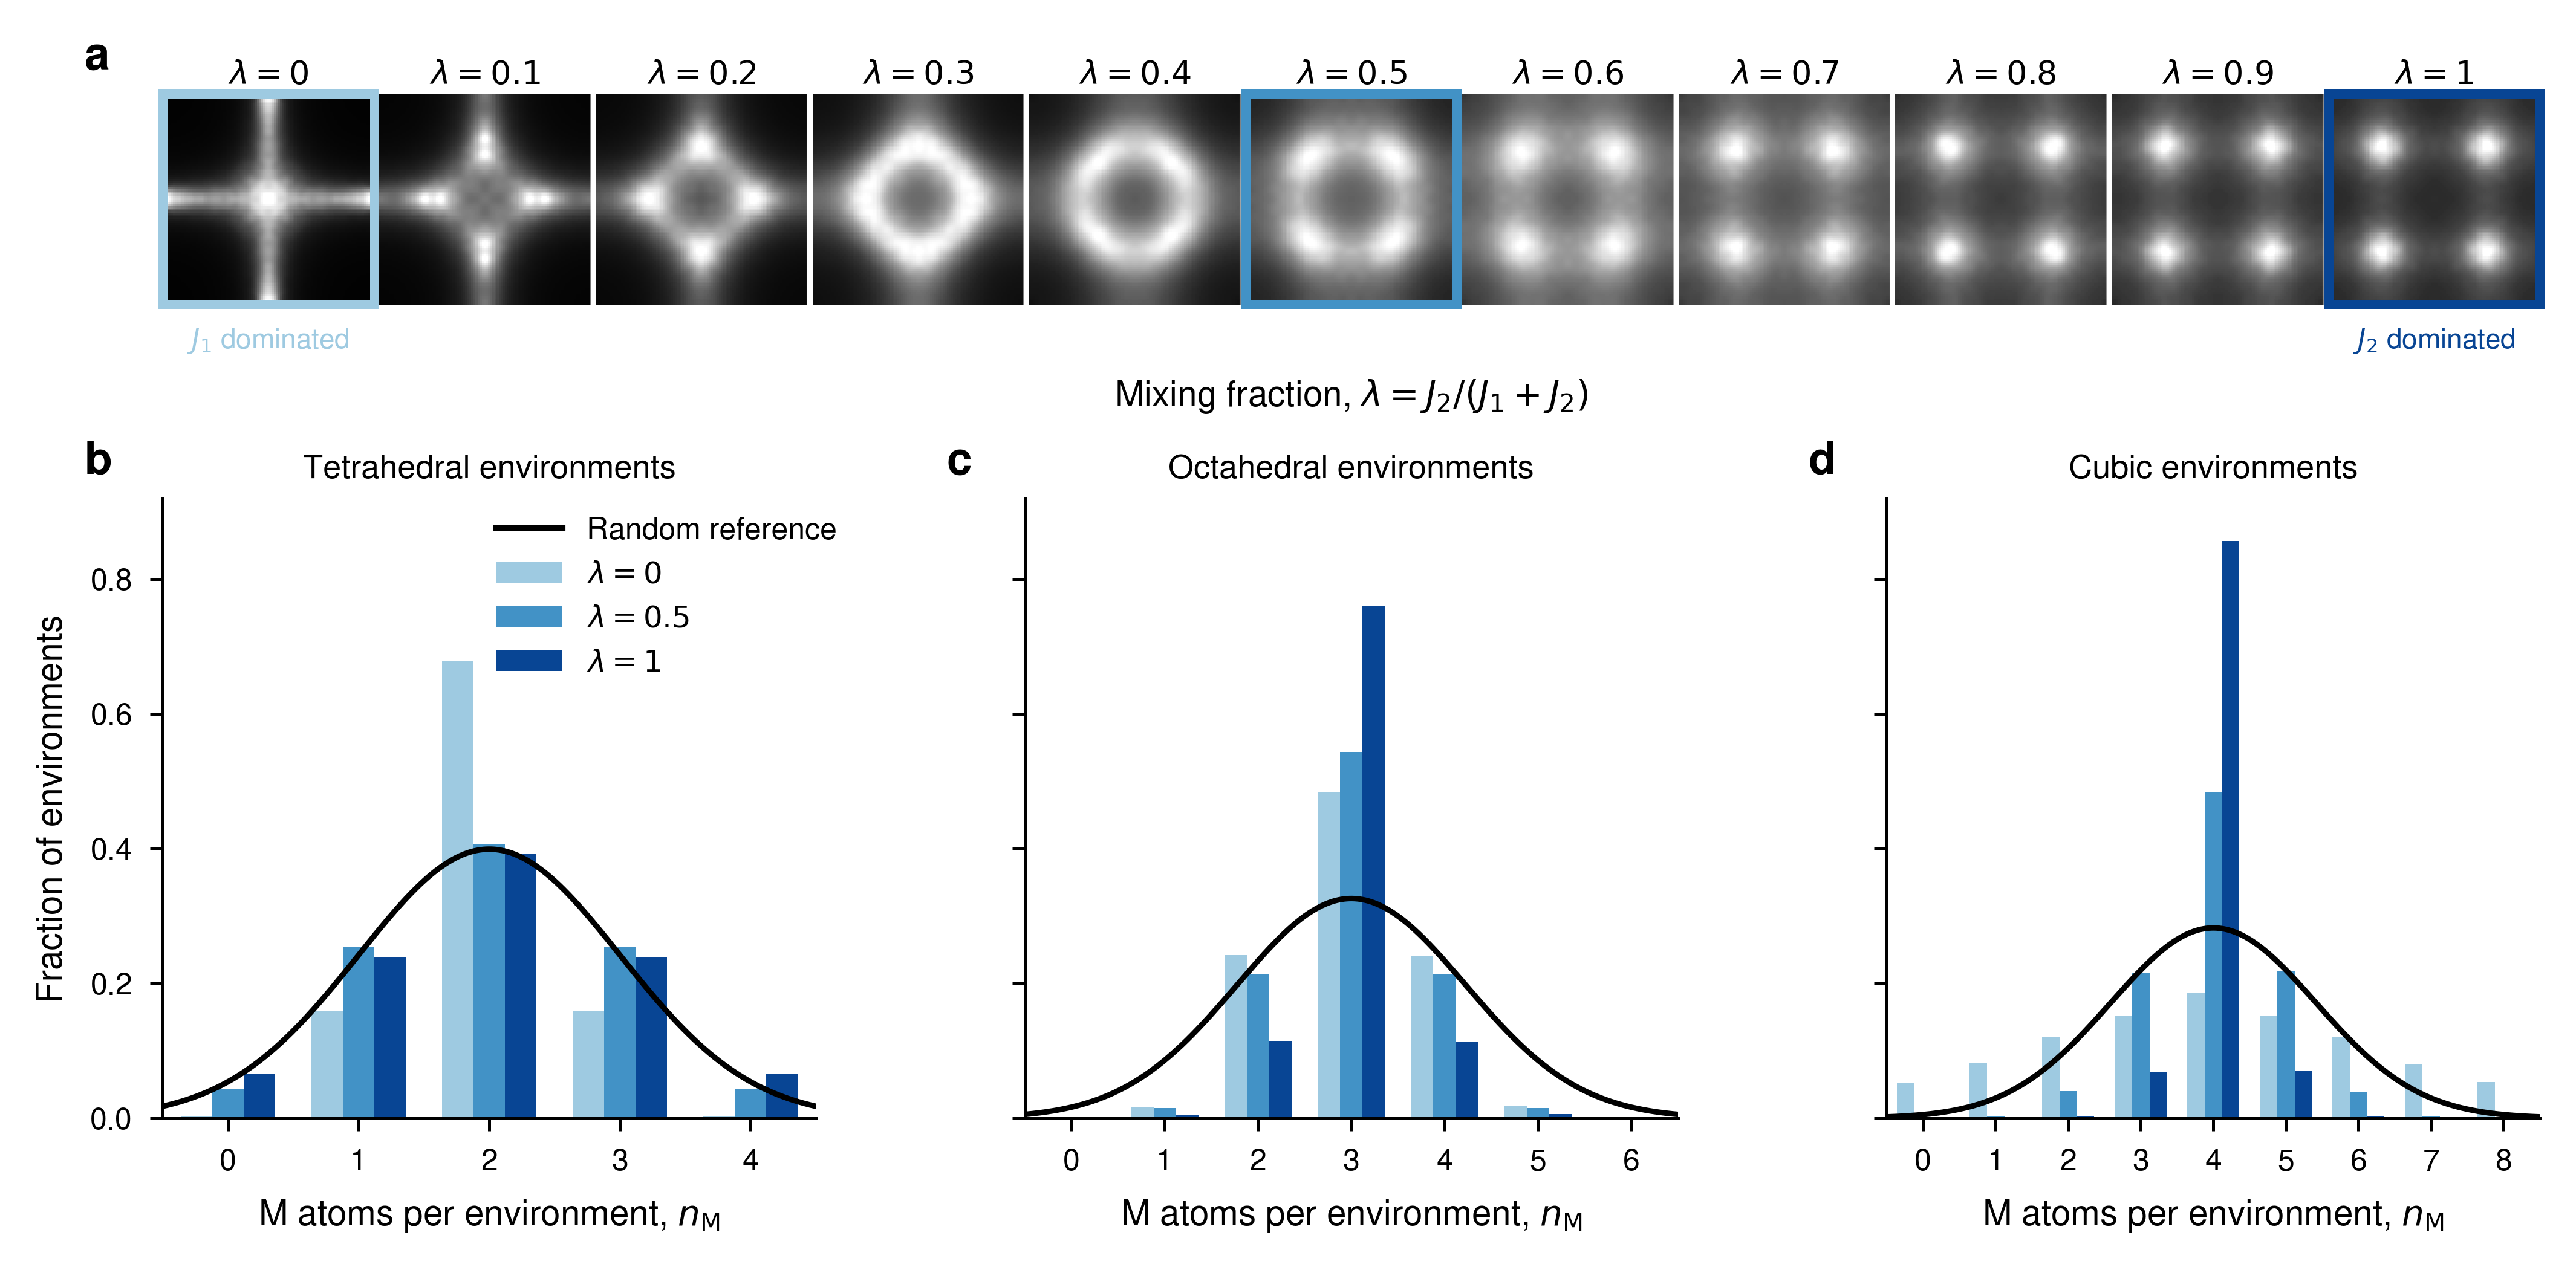 a
λ = 0 λ = 0.1 λ = 0.2 λ = 0.3 λ = 0.4 λ = 0.5 λ = 0.6 λ = 0.7 λ = 0.8 λ = 0.9 λ = 1
J₁ dominated J₂ dominated
Mixing fraction, λ = J₂/(J₁ + J₂)
b
Tetrahedral environments
Random reference
λ = 0
λ = 0.5
λ = 1
Fraction of environments
0.8
0.6
0.4
0.2
0.0
0 1 2 3 4
M atoms per environment, n_M
c
Octahedral environments
0 1 2 3 4 5 6
M atoms per environment, n_M
d
Cubic environments
0 1 2 3 4 5 6 7 8
M atoms per environment, n_M